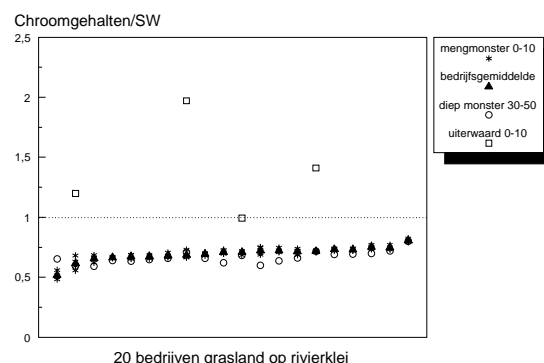 Chroomgehalten/SW
2,5
2
1,5
1
0,5
0
mengmonster 0-10
bedrijfsgemiddelde
diep monster 30-50
uiterwaard 0-10
20 bedrijven grasland op rivierklei